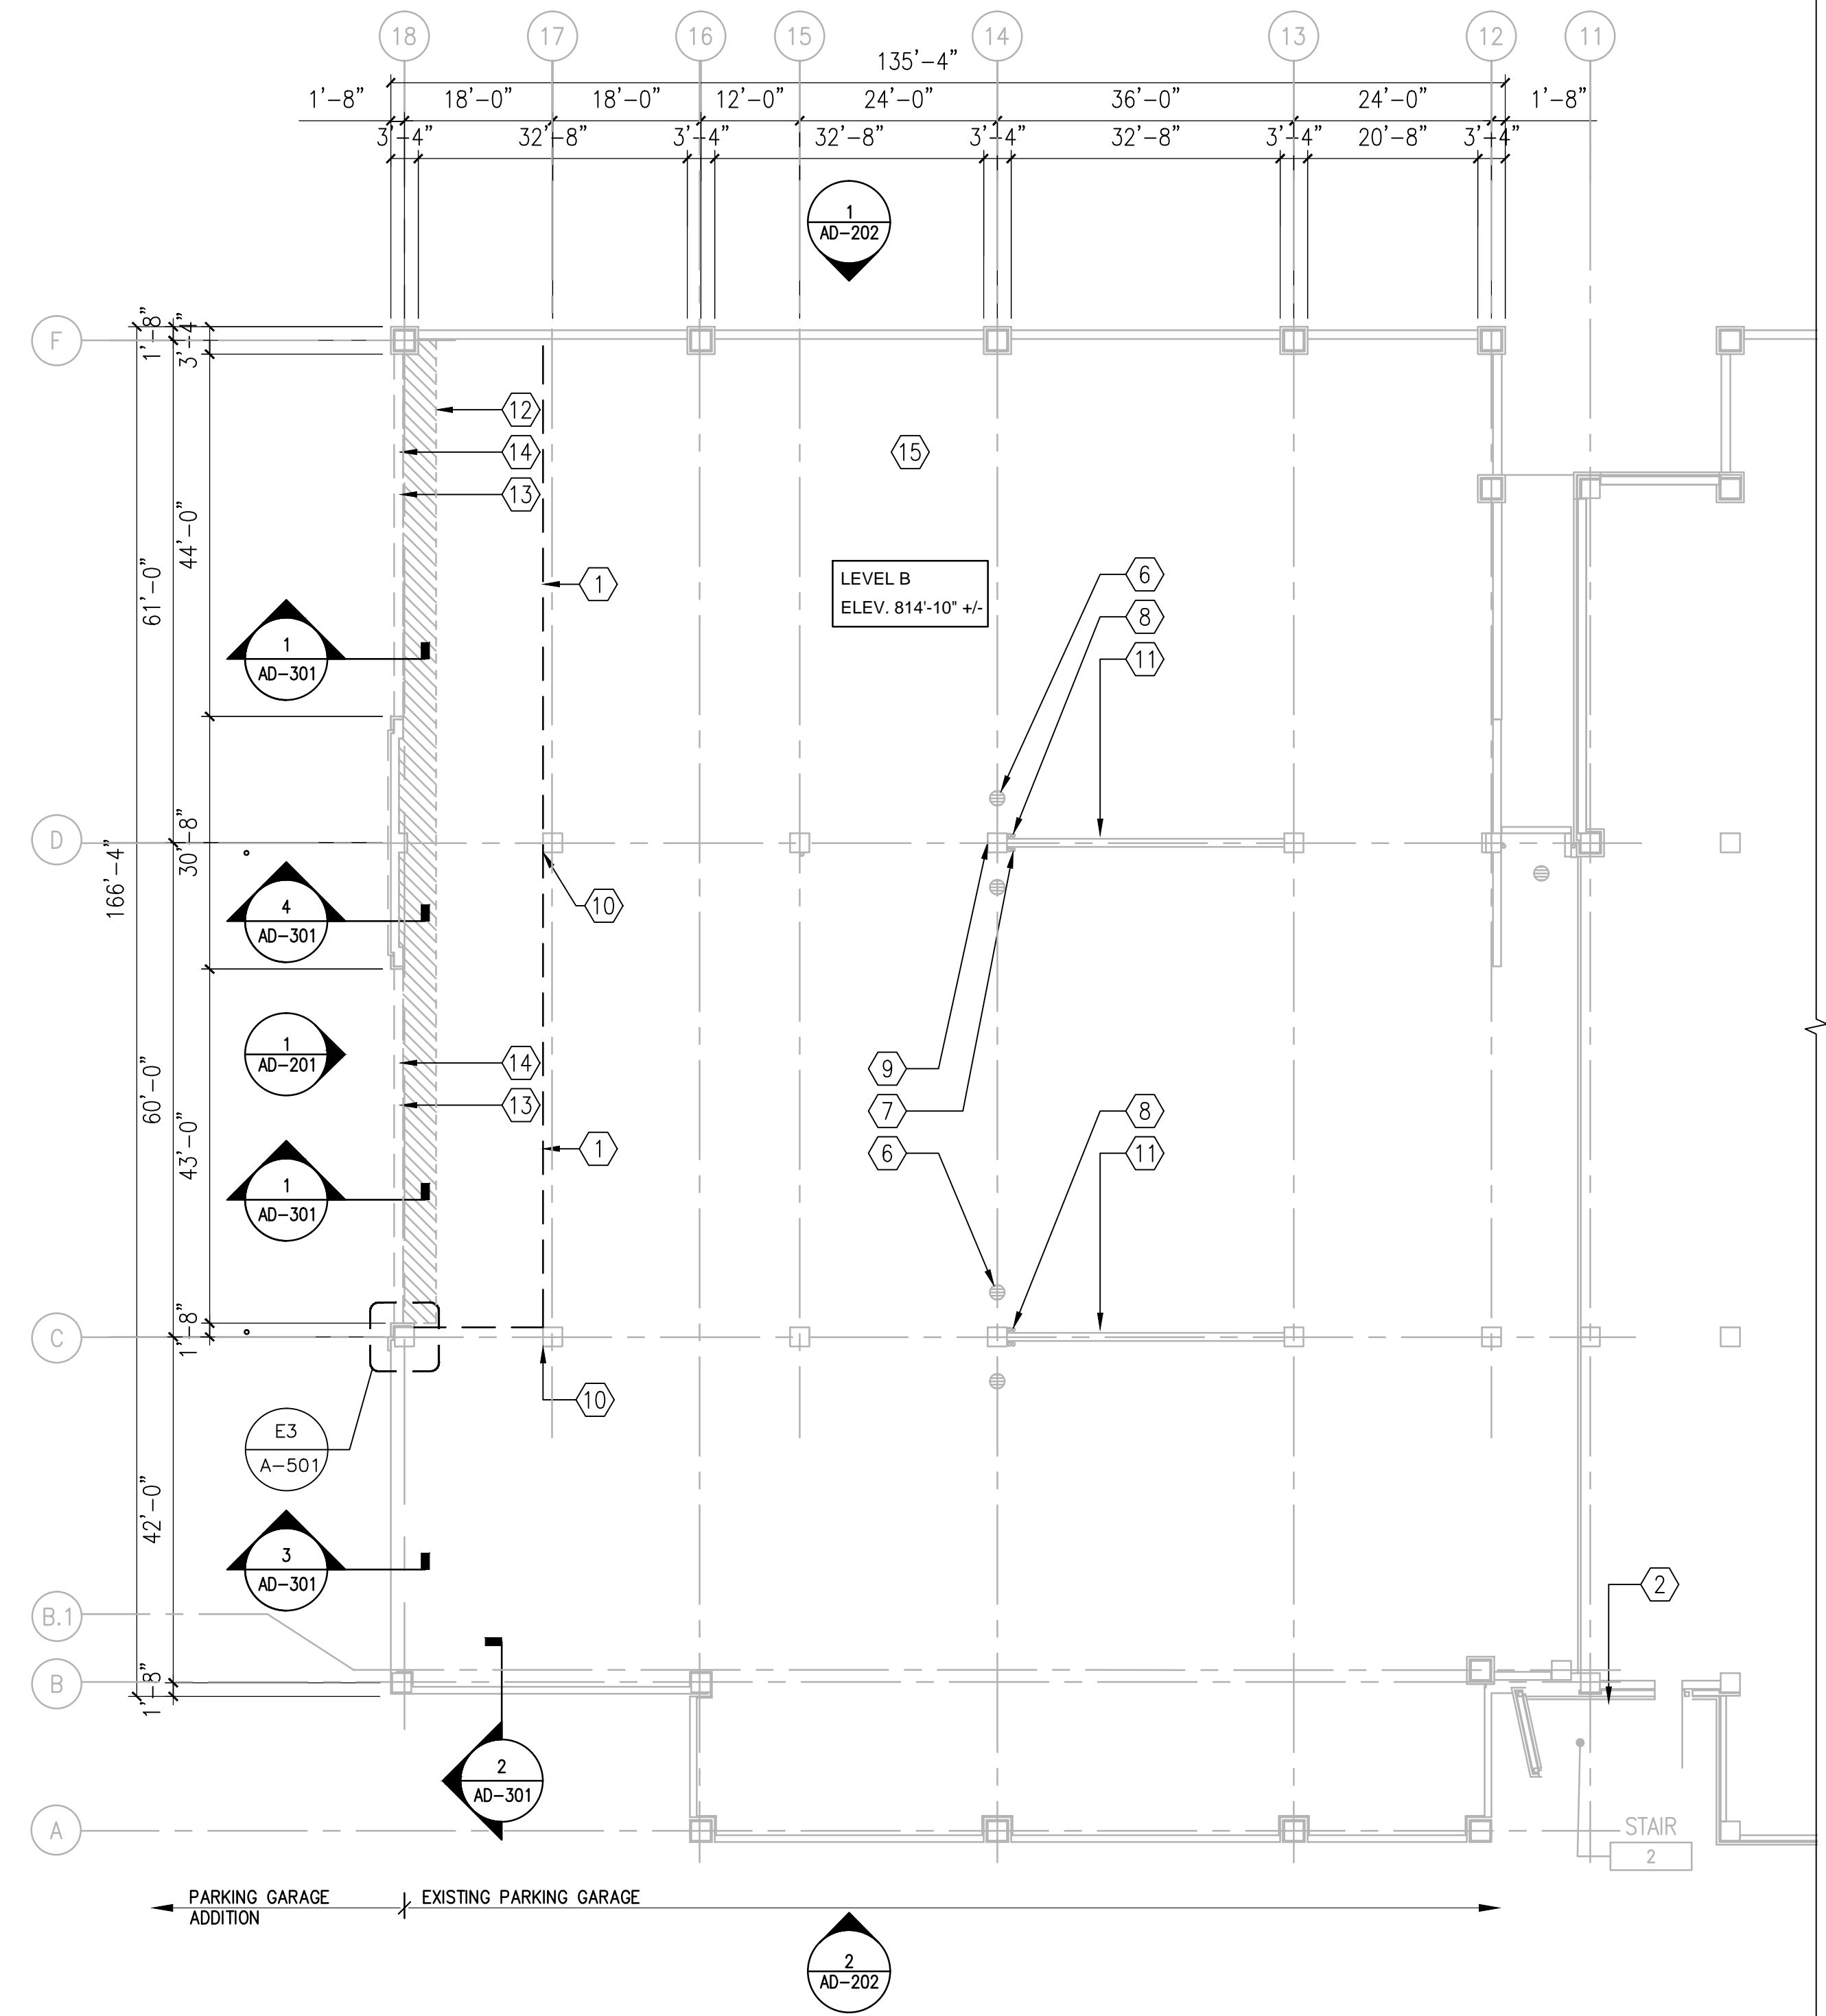 18 17 16 15 14 13 12 11
135'-4"
1'-8" 18'-0" 18'-0" 12'-0" 24'-0" 36'-0" 24'-0" 1'-8"
3'-4" 32'-8" 3'-4" 32'-8" 3'-4" 32'-8" 3'-4" 20'-8" 3'-4"
1
AD-202
F
1'-8"
3'-4"
12
14
15
13
44'-0"
61'-0"
1
LEVEL B
ELEV. 814'-10" +/-
6
8
11
1
AD-301
D
30'-8"
166'-4"
10
4
AD-301
1
AD-201
14
13
9
7
6
8
11
60'-0"
43'-0"
1
1
AD-301
C
1'-8"
10
E3
A-501
42'-0"
3
AD-301
2
B.1
B
1'-8"
2
AD-301
A
STAIR
2
PARKING GARAGE
ADDITION
EXISTING PARKING GARAGE
2
AD-202